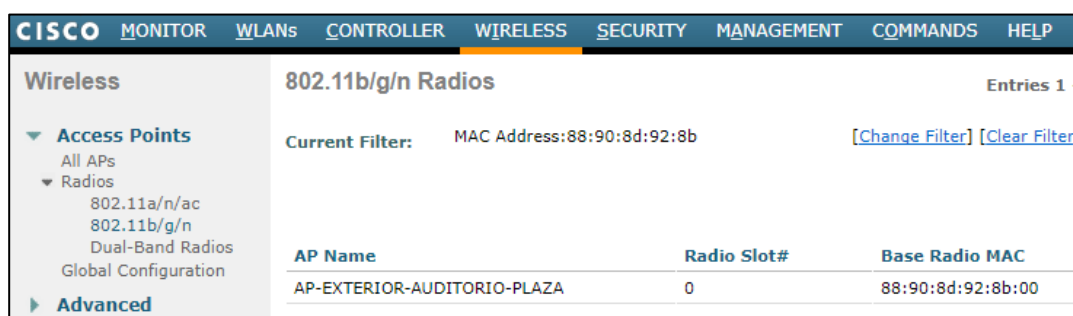 CISCO MONITOR WLANs CONTROLLER WIRELESS SECURITY MANAGEMENT COMMANDS HELP
Wireless
Access Points
All APs
Radios
802.11a/n/ac
802.11b/g/n
Dual-Band Radios
Global Configuration
Advanced
802.11b/g/n Radios Entries 1 -
Current Filter: MAC Address:88:90:8d:92:8b [Change Filter] [Clear Filter
AP Name Radio Slot# Base Radio MAC
AP-EXTERIOR-AUDITORIO-PLAZA 0 88:90:8d:92:8b:00